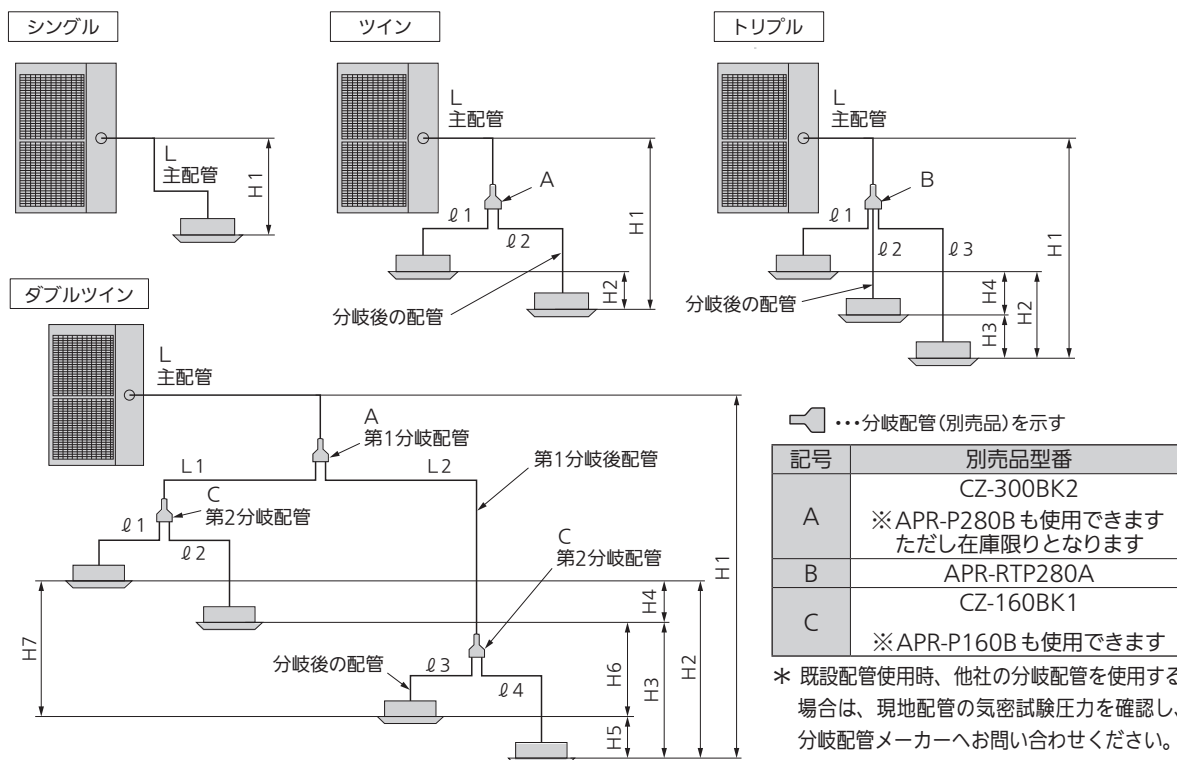 シングル
L
主配管
H1
ツイン
L
主配管
A
ℓ1
ℓ2
H1
H2
分岐後の配管
トリプル
L
主配管
B
ℓ1
ℓ2
ℓ3
H1
H4
H2
H3
分岐後の配管
ダブルツイン
L
主配管
A
第1分岐配管
L1
L2
第1分岐後配管
C
第2分岐配管
ℓ1
ℓ2
C
第2分岐配管
H1
H4
H2
H7
H6
H3
分岐後の配管
ℓ3
ℓ4
H5
…分岐配管(別売品)を示す
記号 別売品型番
A CZ-300BK2
※APR-P280Bも使用できます
ただし在庫限りとなります
B APR-RTP280A
C CZ-160BK1
※APR-P160Bも使用できます
＊ 既設配管使用時、他社の分岐配管を使用する
場合は、現地配管の気密試験圧力を確認し、
分岐配管メーカーへお問い合わせください。